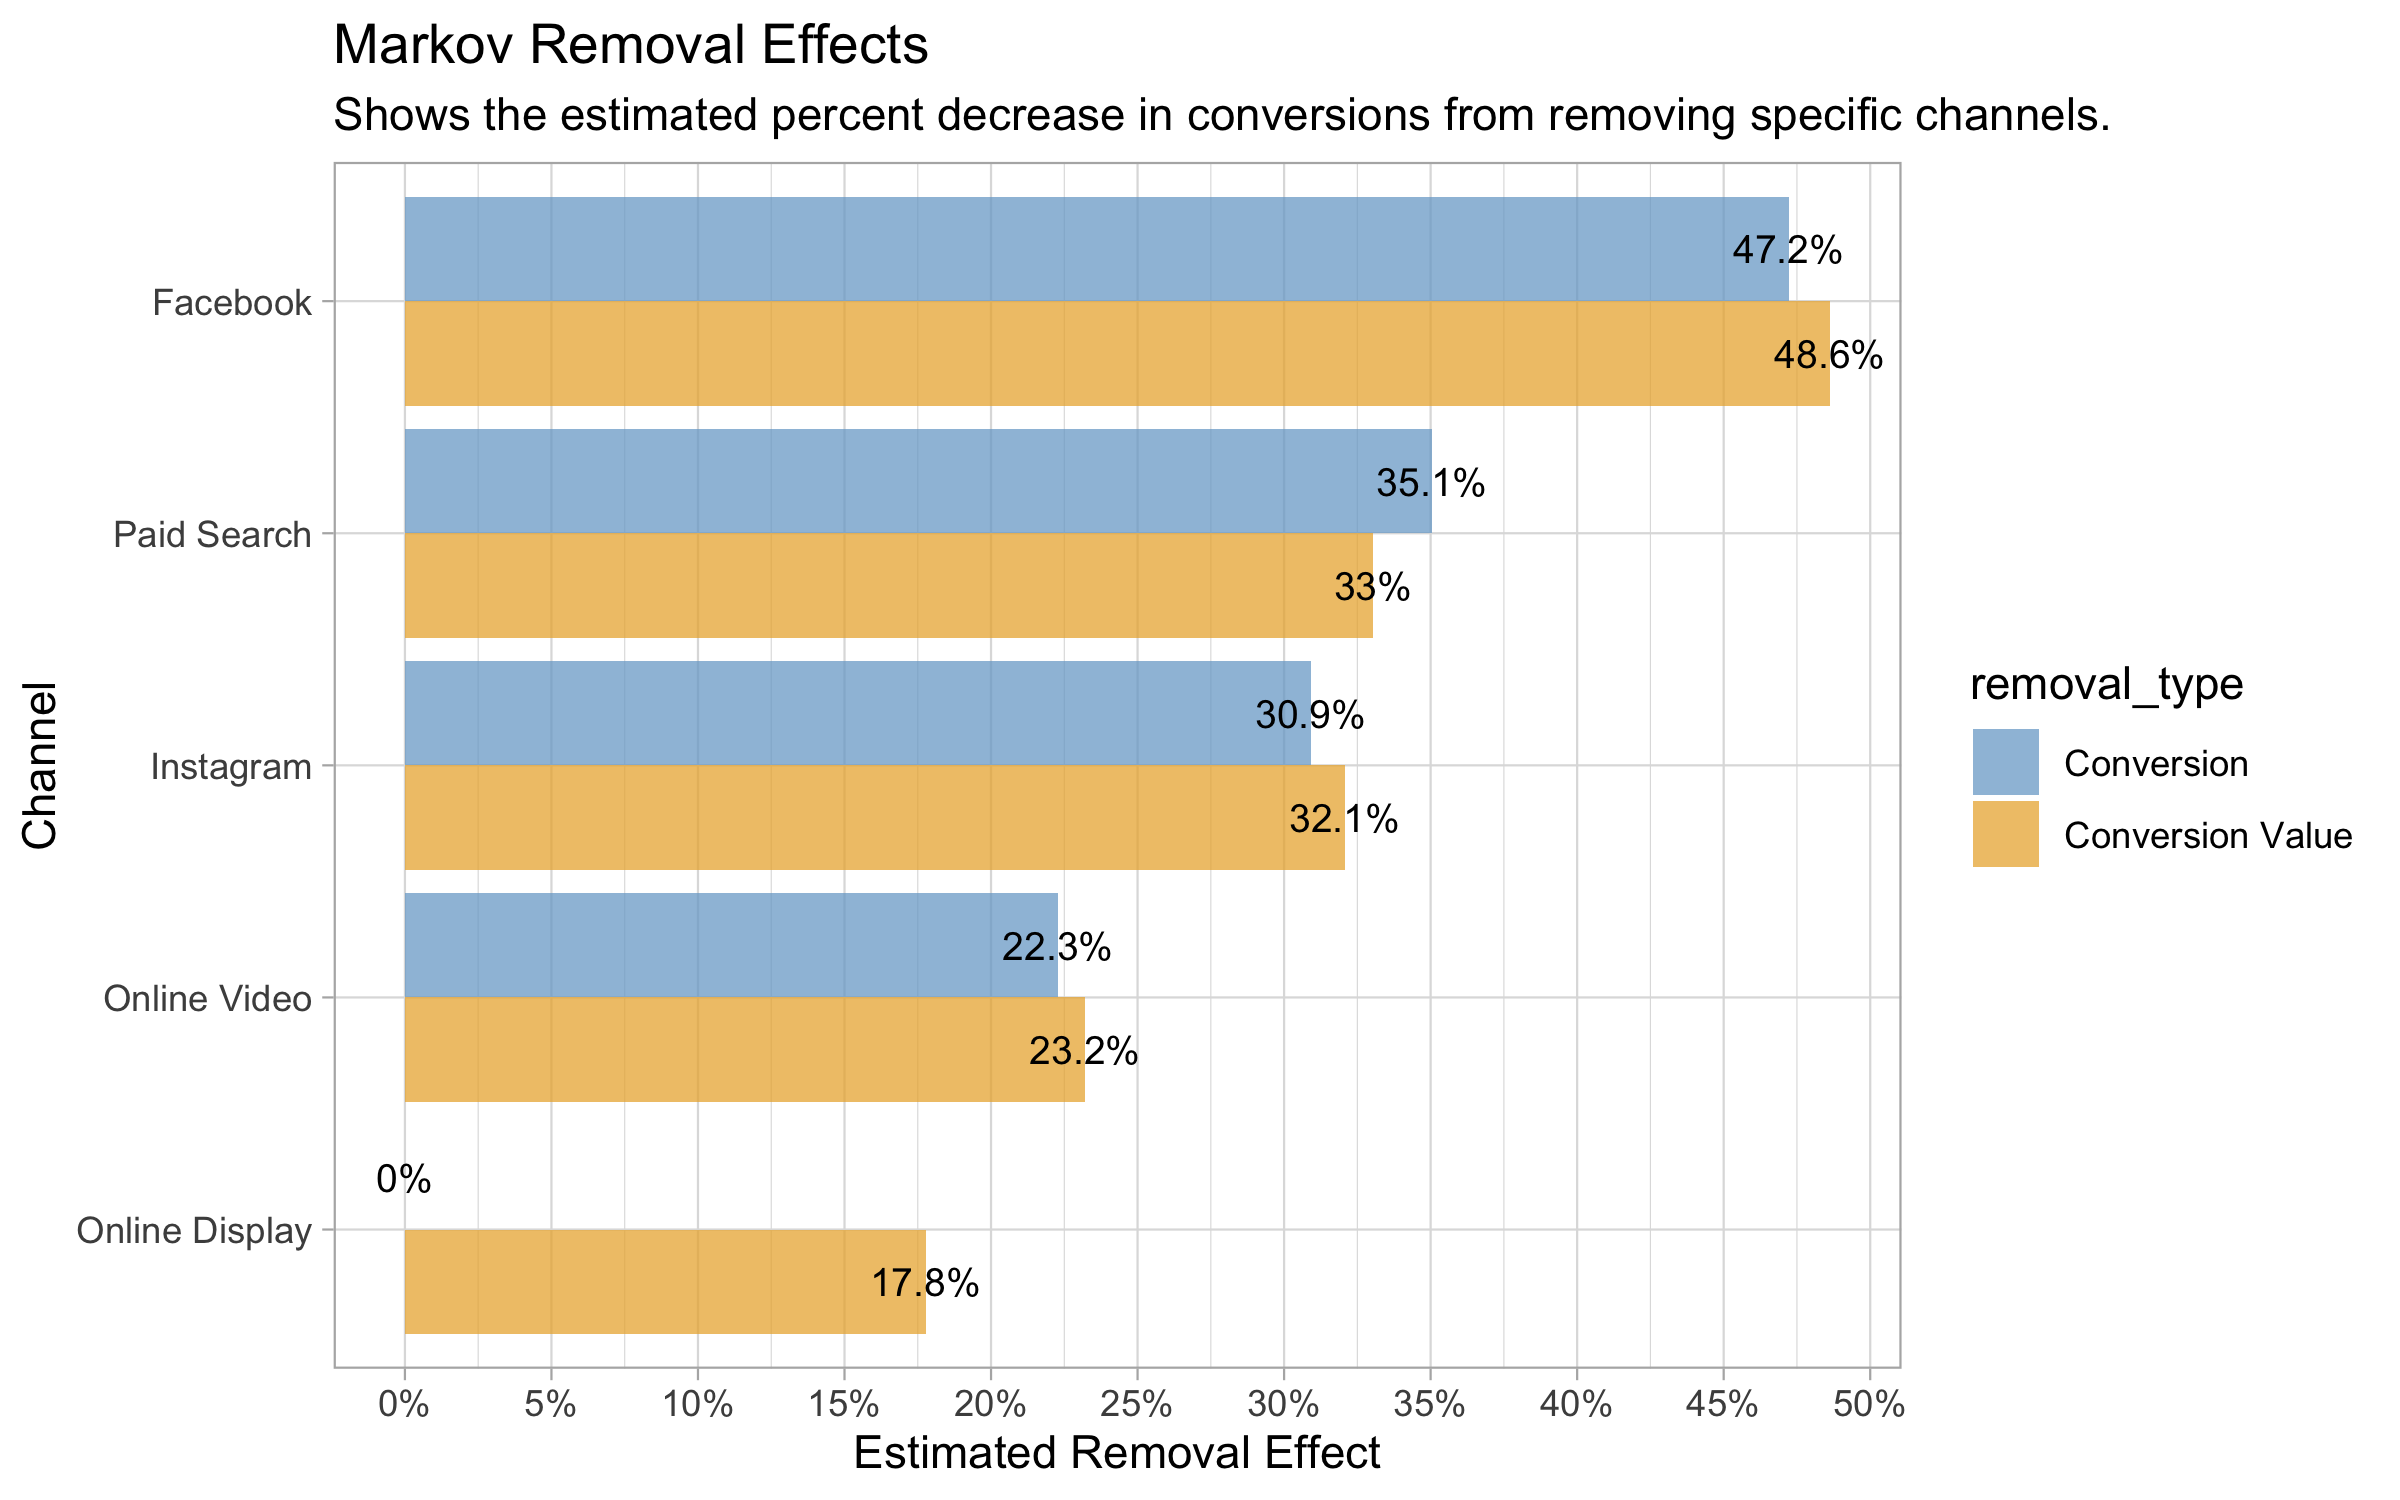 Markov Removal Effects
Shows the estimated percent decrease in conversions from removing specific channels.
Channel
Facebook
47.2%
48.6%
Paid Search
35.1%
33%
Instagram
30.9%
32.1%
Online Video
22.3%
23.2%
Online Display
0%
17.8%
0% 5% 10% 15% 20% 25% 30% 35% 40% 45% 50%
Estimated Removal Effect
removal_type
Conversion
Conversion Value